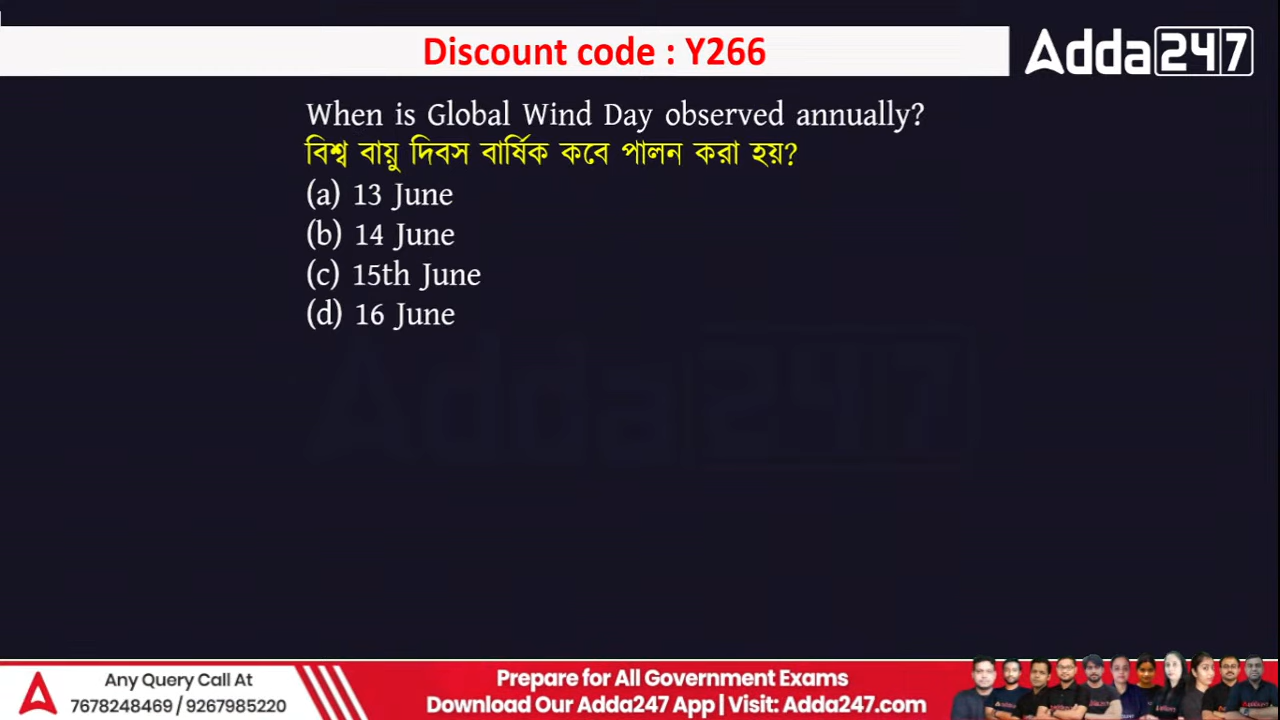 Discount code : Y266
Adda247
When is Global Wind Day observed annually?
বিশ্ব বায়ু দিবস বার্ষিক কবে পালন করা হয়?
(a) 13 June
(b) 14 June
(c) 15th June
(d) 16 June
Adda247
Any Query Call At
7678248469 / 9267985220
Prepare for All Government Exams
Download Our Adda247 App | Visit: Adda247.com